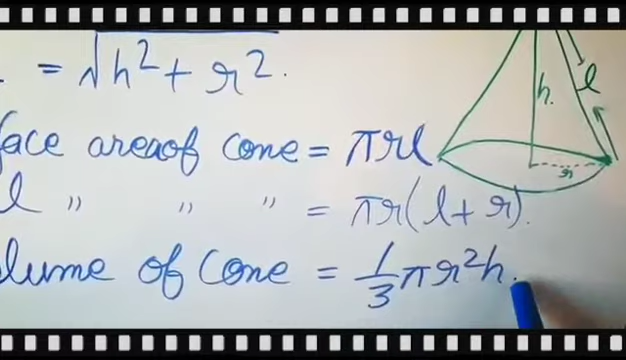 = √h² + r².
face area of cone = πrl
l " " " = πr(l + r).
lume of Cone = 1/3 πr²h.
h.
l
r